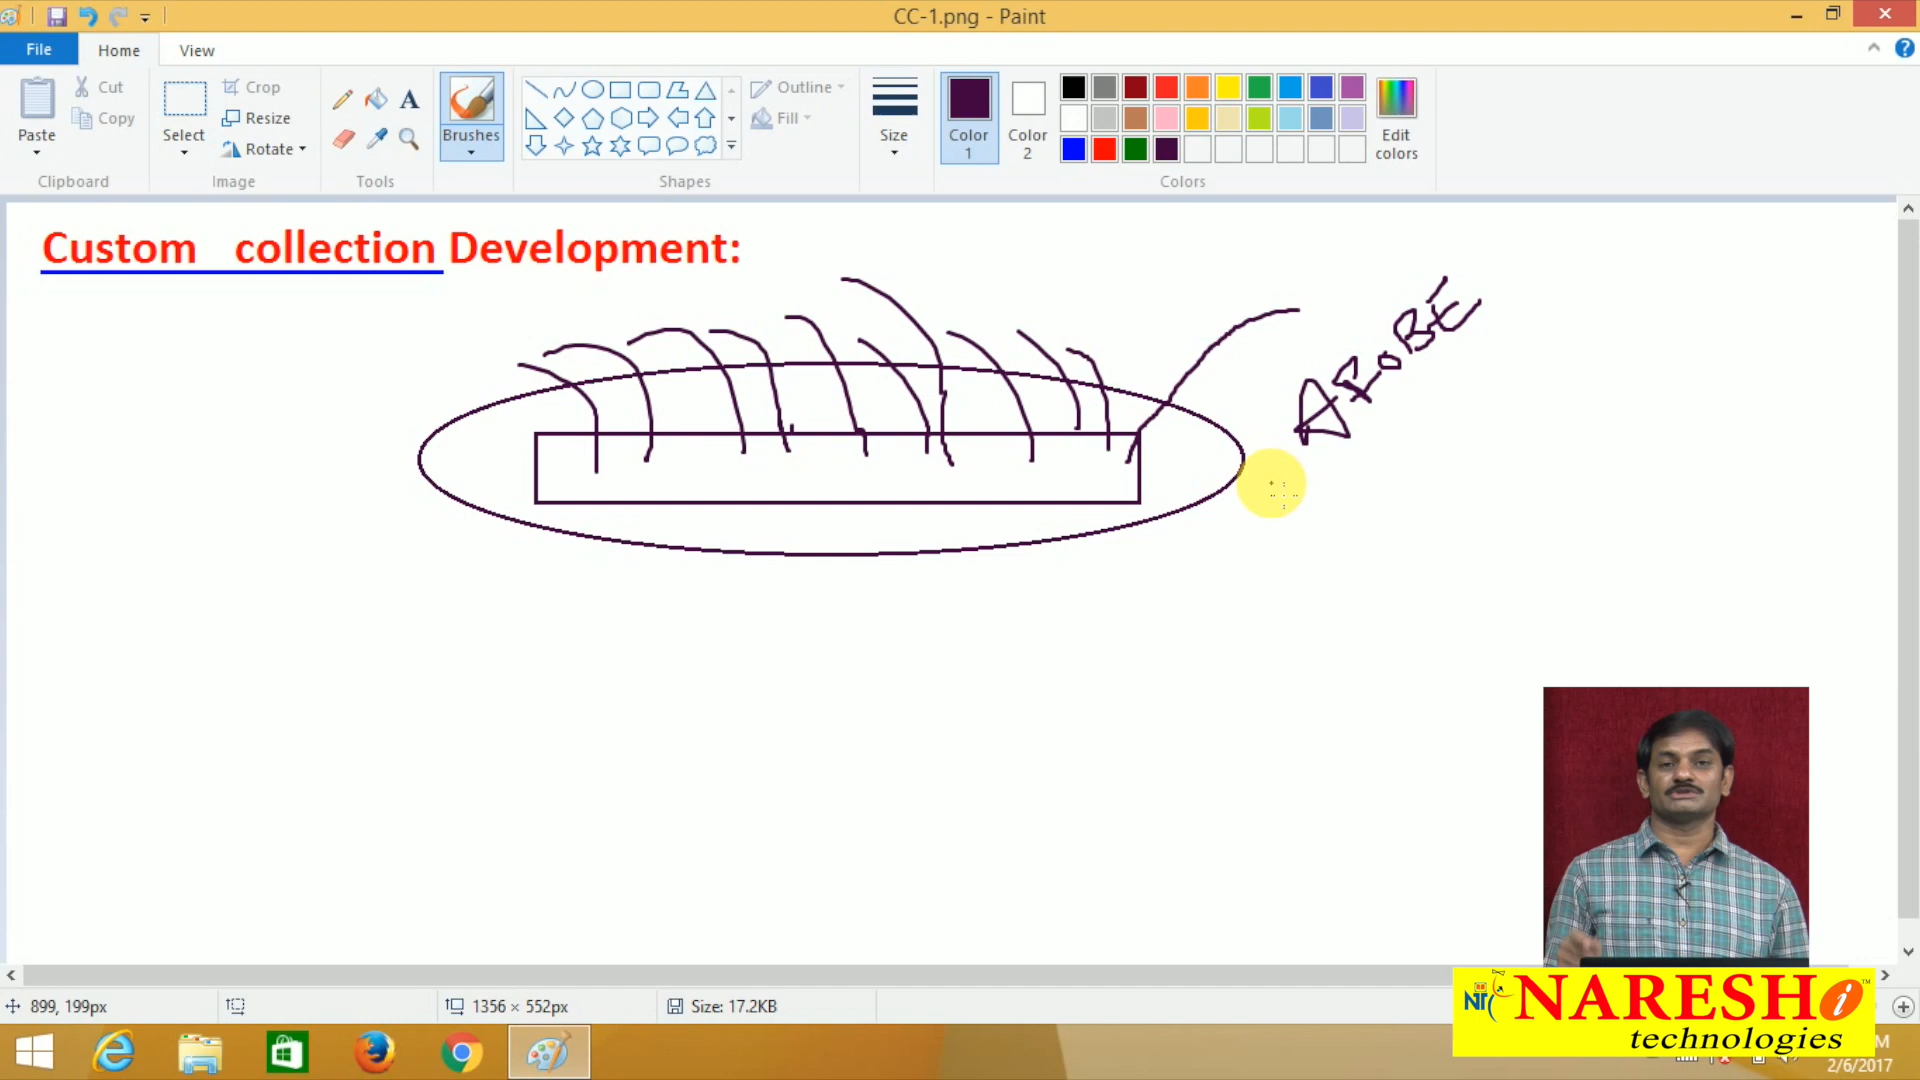 CC-1.png - Paint
File
Home
View
Cut
Copy
Paste
Clipboard
Crop
Resize
Rotate
Select
Image
A
Tools
Brushes
Outline
Fill
Shapes
Size
Color 1
Color 2
Edit colors
Colors
Custom collection Development:
899, 199px
1356 × 552px
Size: 17.2KB
NARESH i
technologies
2/6/2017